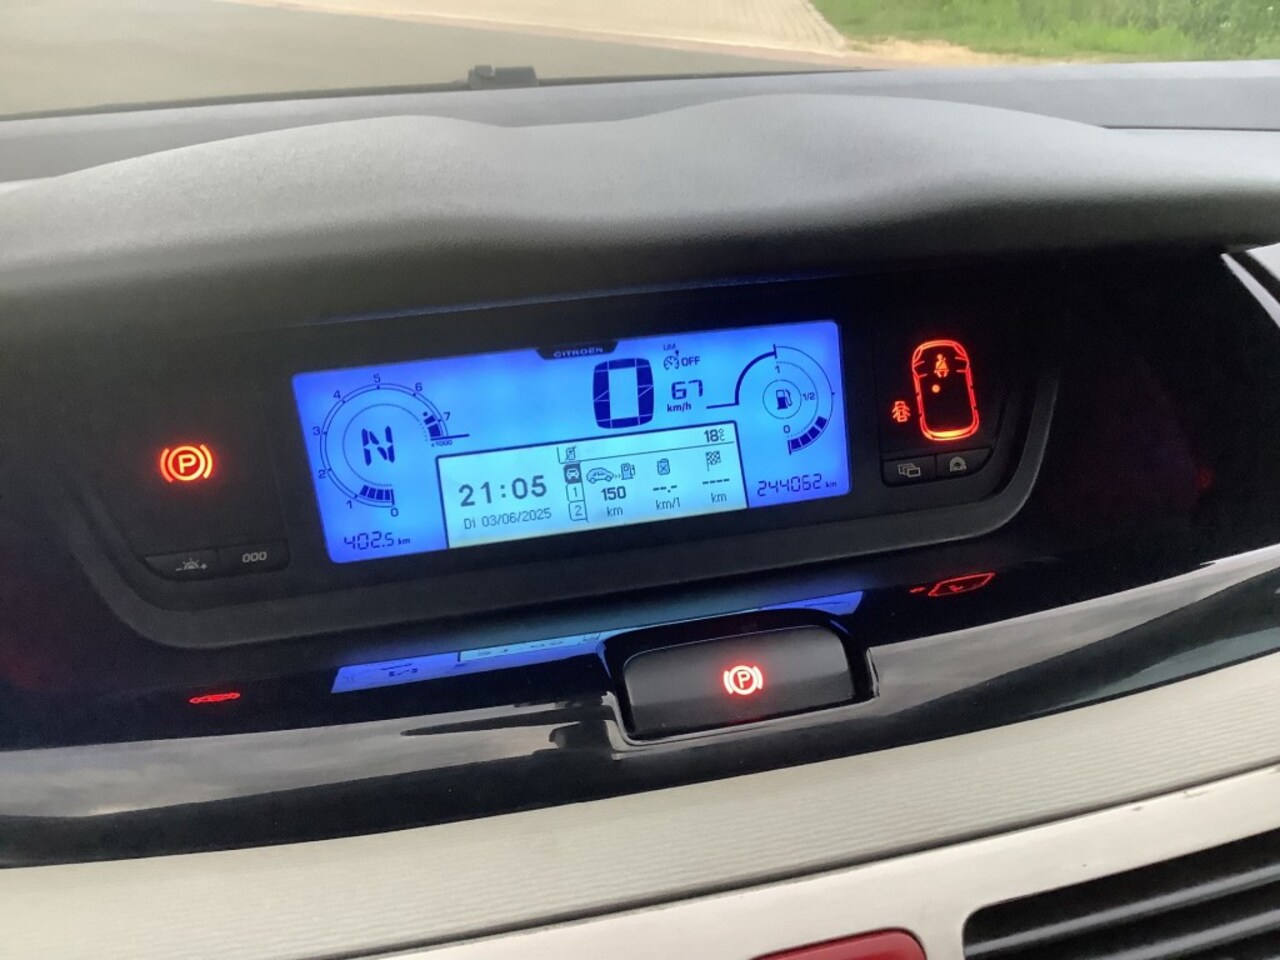 CITROËN
5
4
6
3
7
x1000
2
1
0
N
402.5 km
LIM
OFF
0
67
km/h
1
1/2
0
18°C
21:05
DI 03/06/2025
1
2
150
km
--.-
km/l
----
km
244062 km
P
- +
000
P